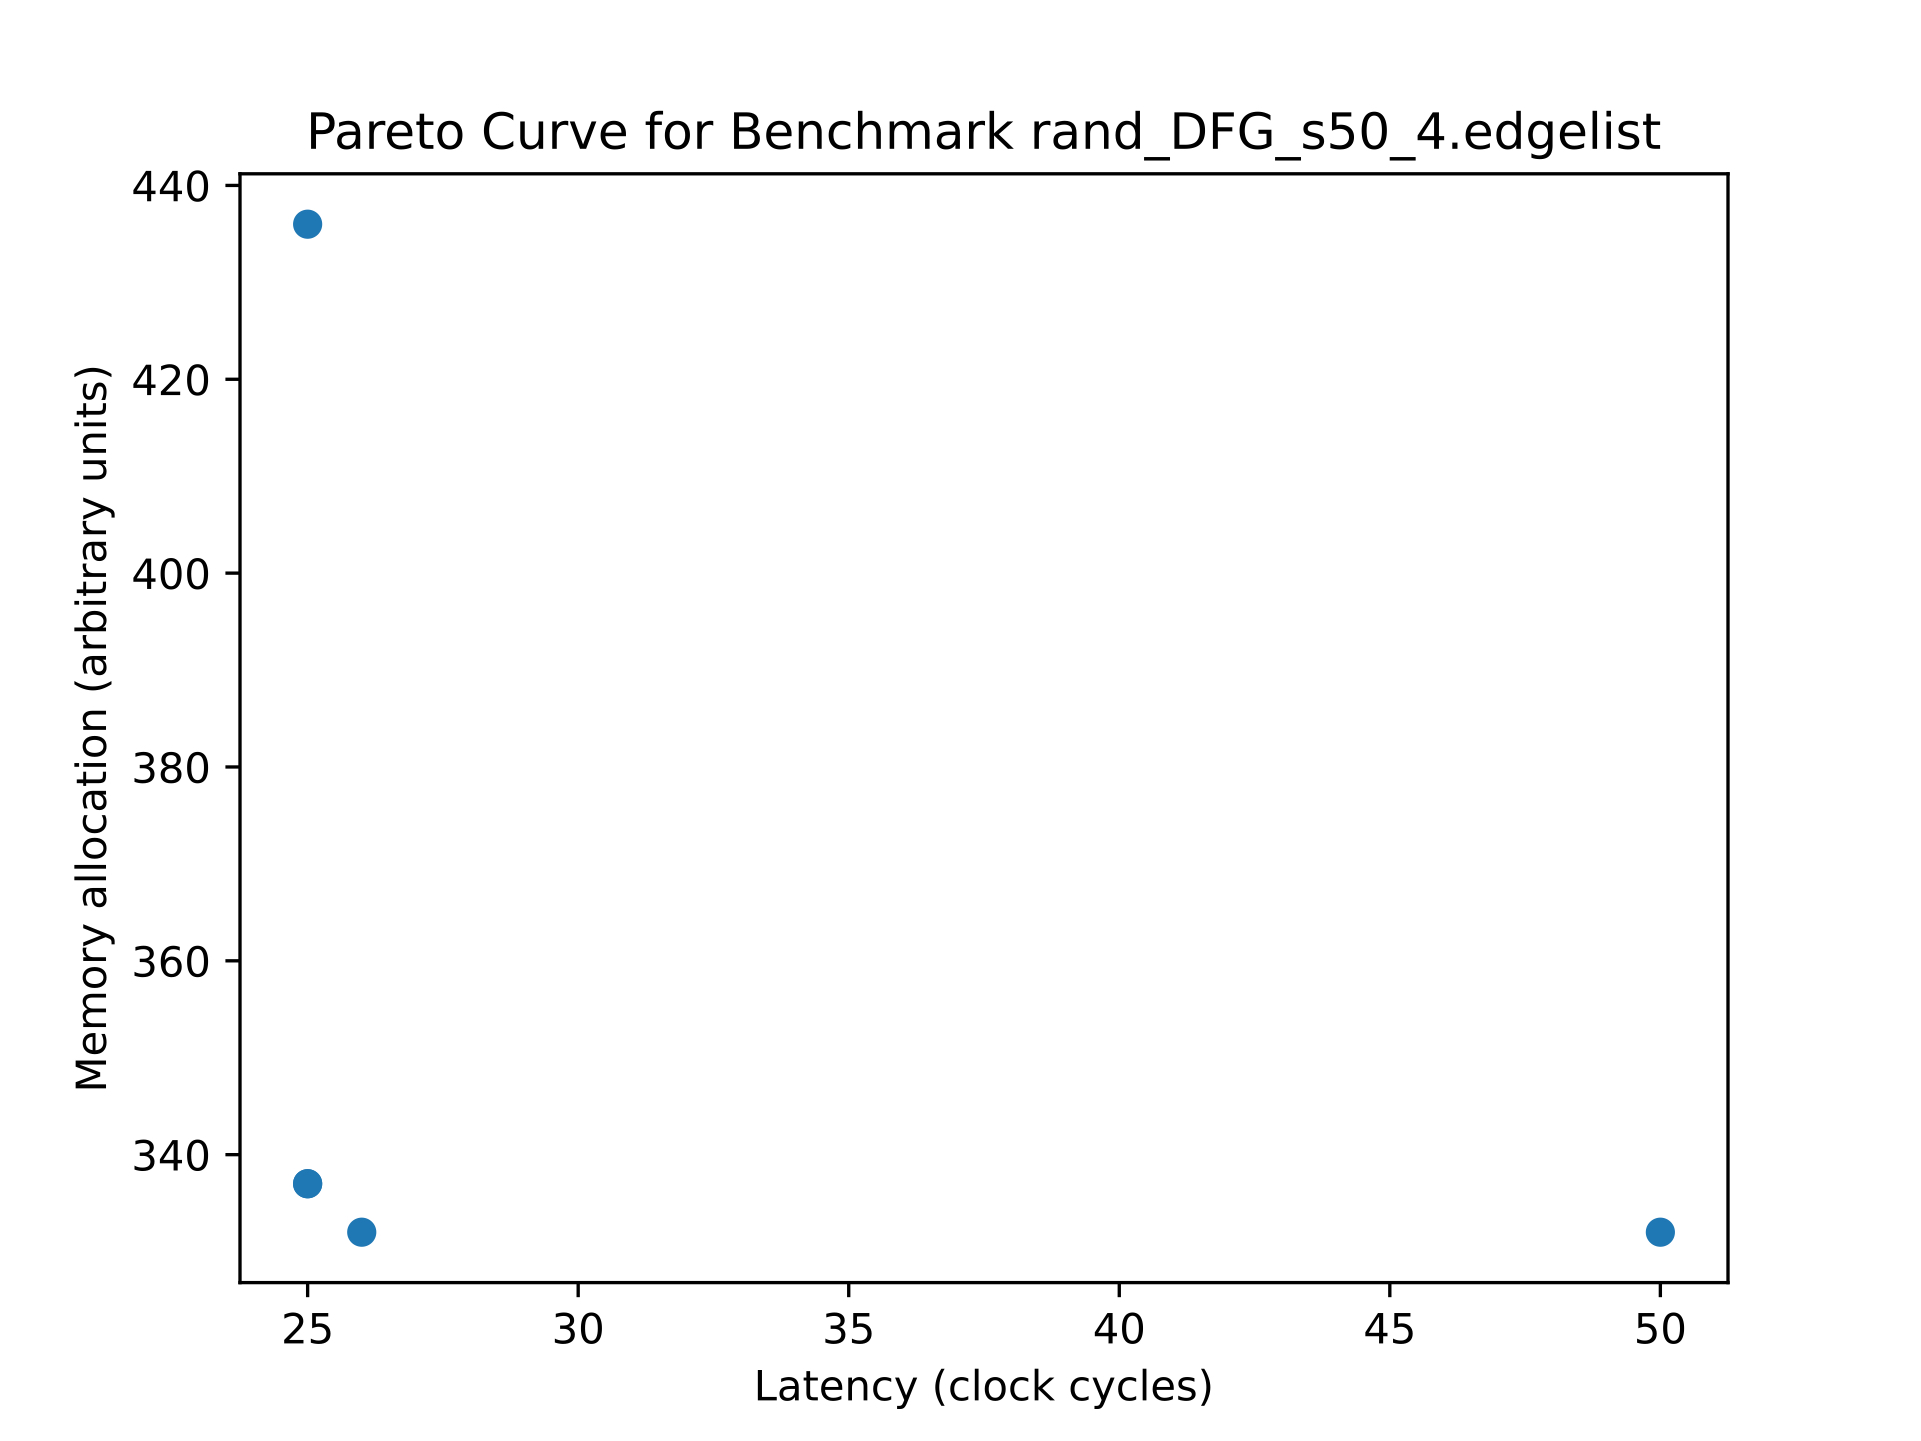 Pareto Curve for Benchmark rand_DFG_s50_4.edgelist
440
420
400
380
360
340
Memory allocation (arbitrary units)
25 30 35 40 45 50
Latency (clock cycles)